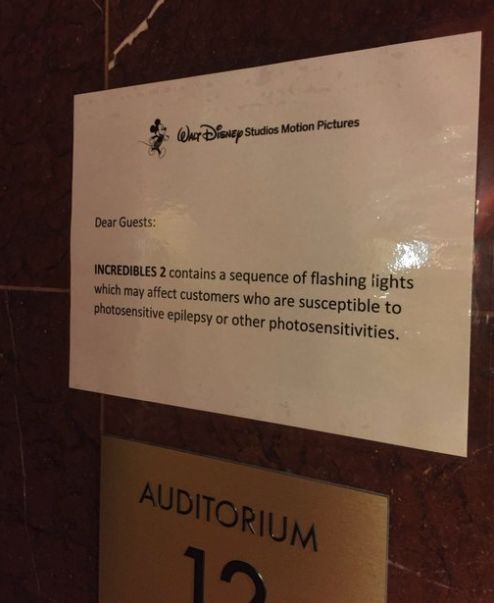 WALT DISNEY Studios Motion Pictures
Dear Guests:
INCREDIBLES 2 contains a sequence of flashing lights
which may affect customers who are susceptible to
photosensitive epilepsy or other photosensitivities.
AUDITORIUM
12